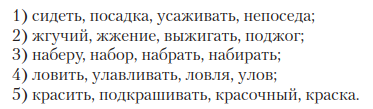 1) сидеть, посадка, усаживать, непоседа;
2) жгучий, жжение, выжигать, поджог;
3) наберу, набор, набрать, набирать;
4) ловить, улавливать, ловля, улов;
5) красить, подкрашивать, красочный, краска.